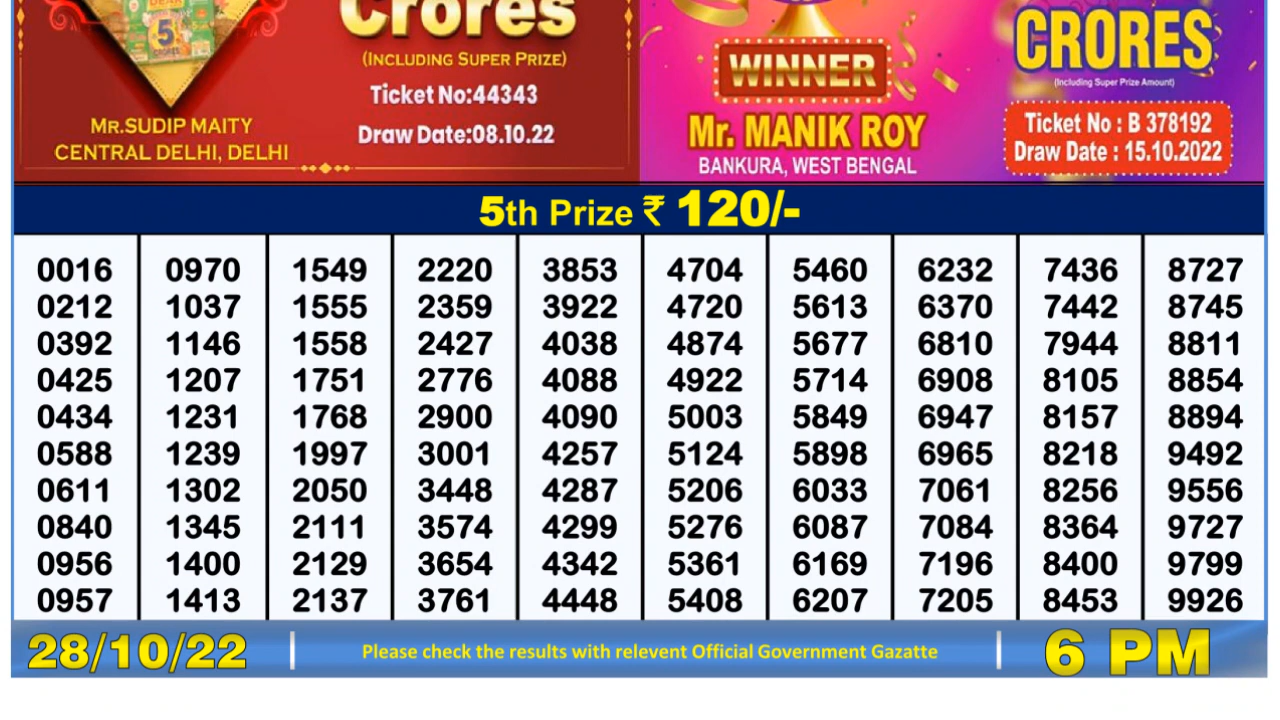 DEAR
5
CRORES
Crores
(INCLUDING SUPER PRIZE)
Ticket No:44343
Draw Date:08.10.22
Mr.SUDIP MAITY
CENTRAL DELHI, DELHI
WINNER
Mr. MANIK ROY
BANKURA, WEST BENGAL
CRORES
(Including Super Prize Amount)
Ticket No : B 378192
Draw Date : 15.10.2022
5th Prize ₹ 120/-
0016 0970 1549 2220 3853 4704 5460 6232 7436 8727
0212 1037 1555 2359 3922 4720 5613 6370 7442 8745
0392 1146 1558 2427 4038 4874 5677 6810 7944 8811
0425 1207 1751 2776 4088 4922 5714 6908 8105 8854
0434 1231 1768 2900 4090 5003 5849 6947 8157 8894
0588 1239 1997 3001 4257 5124 5898 6965 8218 9492
0611 1302 2050 3448 4287 5206 6033 7061 8256 9556
0840 1345 2111 3574 4299 5276 6087 7084 8364 9727
0956 1400 2129 3654 4342 5361 6169 7196 8400 9799
0957 1413 2137 3761 4448 5408 6207 7205 8453 9926
28/10/22 | Please check the results with relevent Official Government Gazatte | 6 PM